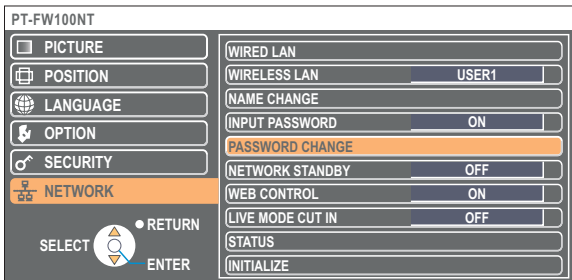 PT-FW100NT
PICTURE
POSITION
LANGUAGE
OPTION
SECURITY
NETWORK
RETURN
SELECT
ENTER
WIRED LAN
WIRELESS LAN USER1
NAME CHANGE
INPUT PASSWORD ON
PASSWORD CHANGE
NETWORK STANDBY OFF
WEB CONTROL ON
LIVE MODE CUT IN OFF
STATUS
INITIALIZE